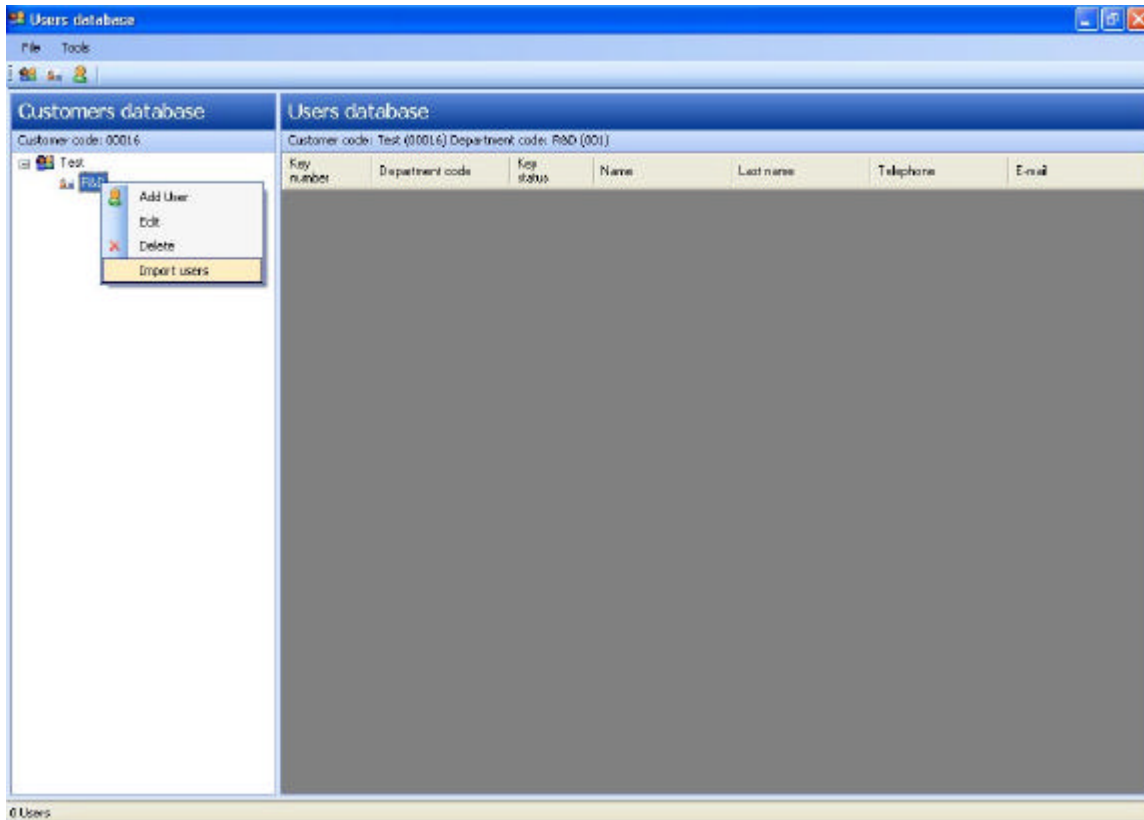 Users database
File Tools
Customers database
Users database
Customer code: 00016
Customer code: Test (00016) Department code: R&D (001)
Test
R&D
Key number
Department code
Key status
Name
Last name
Telephone
E-mail
Add User
Edit
Delete
Import users
0 Users